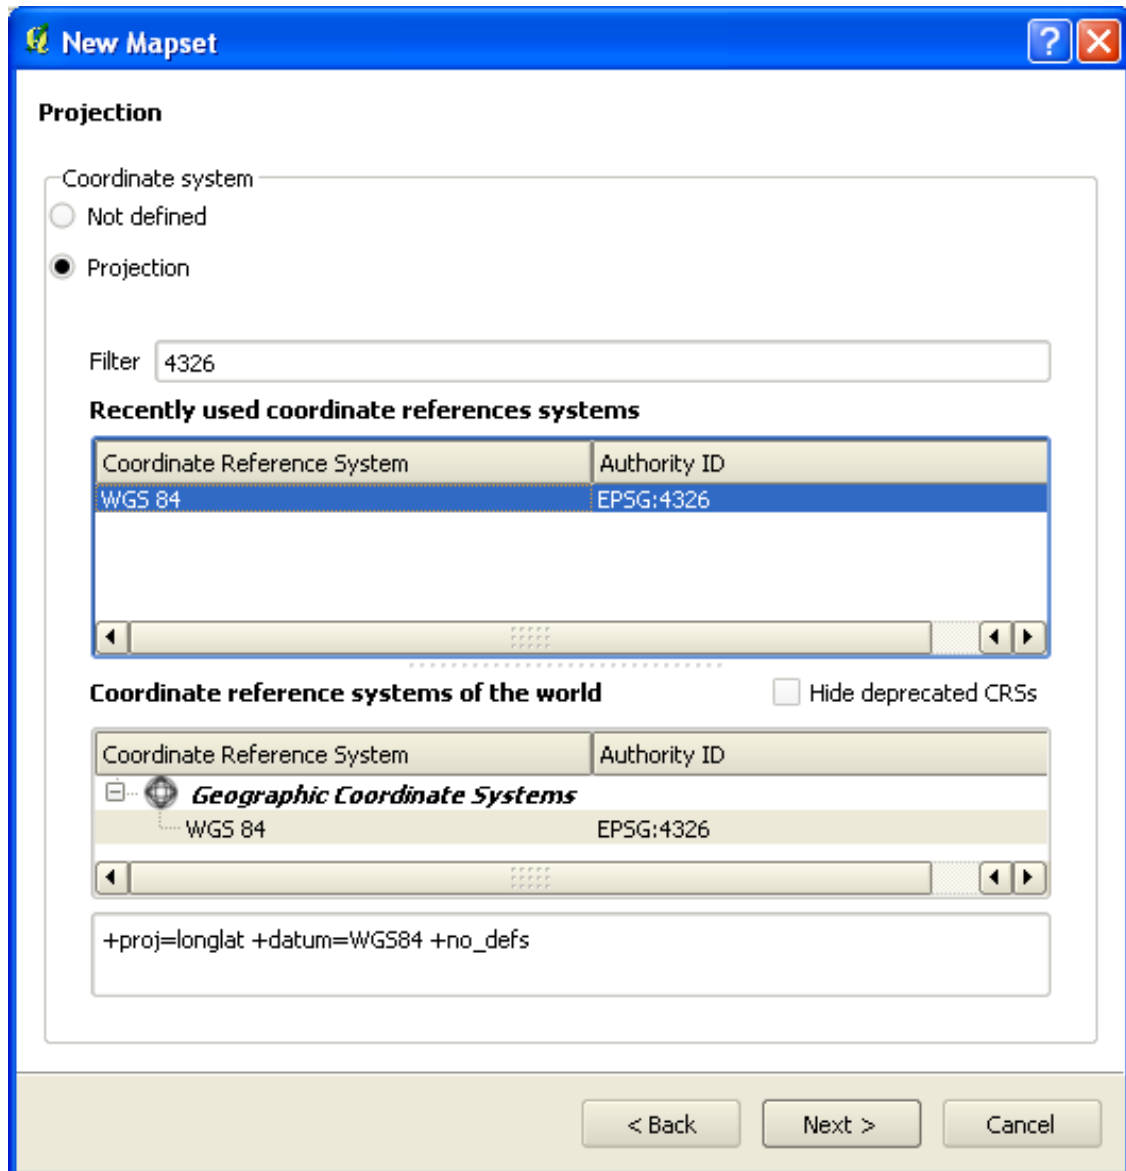 New Mapset
Projection
Coordinate system
Not defined
Projection
Filter 4326
Recently used coordinate references systems
Coordinate Reference System Authority ID
WGS 84 EPSG:4326
Coordinate reference systems of the world Hide deprecated CRSs
Coordinate Reference System Authority ID
Geographic Coordinate Systems
WGS 84 EPSG:4326
+proj=longlat +datum=WGS84 +no_defs
< Back Next > Cancel